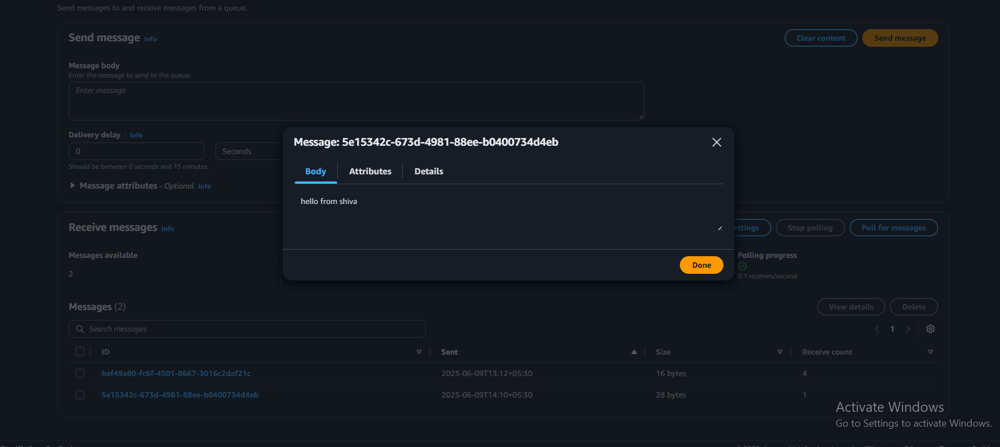 Send messages to and receive messages from a queue.
Send message Info
Clear content
Send message
Message body
Enter the message to send to the queue.
Enter message
Delivery delay Info
0
Seconds
Should be between 0 seconds and 15 minutes.
Message attributes - Optional Info
Message: 5e15342c-673d-4981-88ee-b0400734d4eb
Body
Attributes
Details
hello from shiva
Done
Receive messages Info
Stop polling
Poll for messages
Messages available
2
Polling progress
0.1 receives/second
Messages (2)
View details
Delete
Search messages
1
ID Sent Size Receive count
bef49a80-fc6f-4501-8667-3016c2daf21c 2025-06-09T13:12+05:30 16 bytes 4
5e15342c-673d-4981-88ee-b0400734d4eb 2025-06-09T14:10+05:30 28 bytes 1
Activate Windows
Go to Settings to activate Windows.